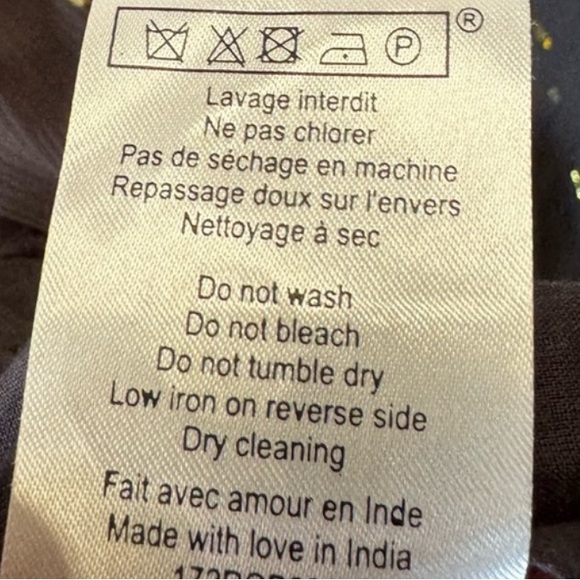 ®
P
Lavage interdit
Ne pas chlorer
Pas de séchage en machine
Repassage doux sur l'envers
Nettoyage à sec
Do not wash
Do not bleach
Do not tumble dry
Low iron on reverse side
Dry cleaning
Fait avec amour en Inde
Made with love in India